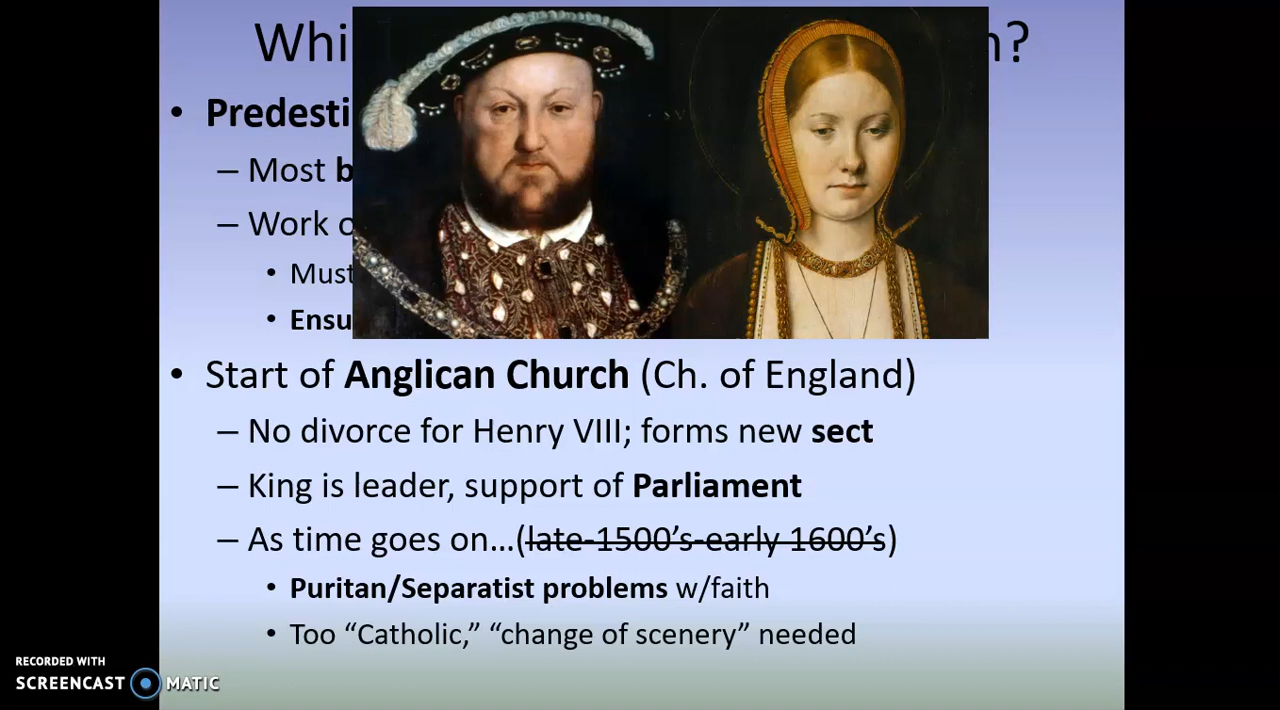 Whi n?
• Predesti
– Most b
– Work o
• Must
• Ensu
• Start of Anglican Church (Ch. of England)
– No divorce for Henry VIII; forms new sect
– King is leader, support of Parliament
– As time goes on…(late-1500’s-early 1600’s)
• Puritan/Separatist problems w/faith
• Too “Catholic,” “change of scenery” needed
RECORDED WITH
SCREENCAST MATIC